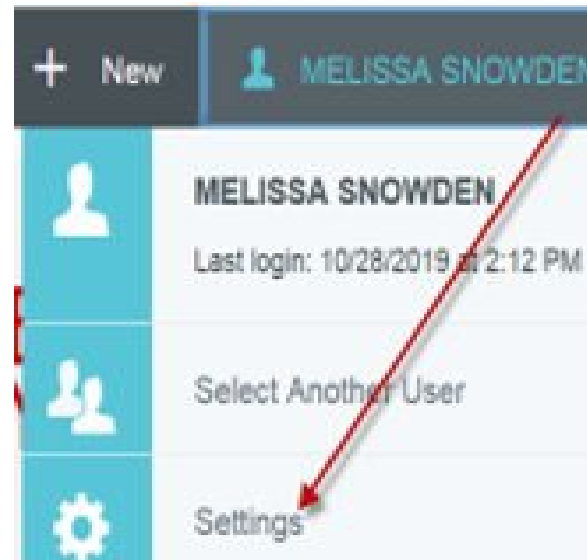 + New MELISSA SNOWDEN
MELISSA SNOWDEN
Last login: 10/28/2019 at 2:12 PM
Select Another User
Settings